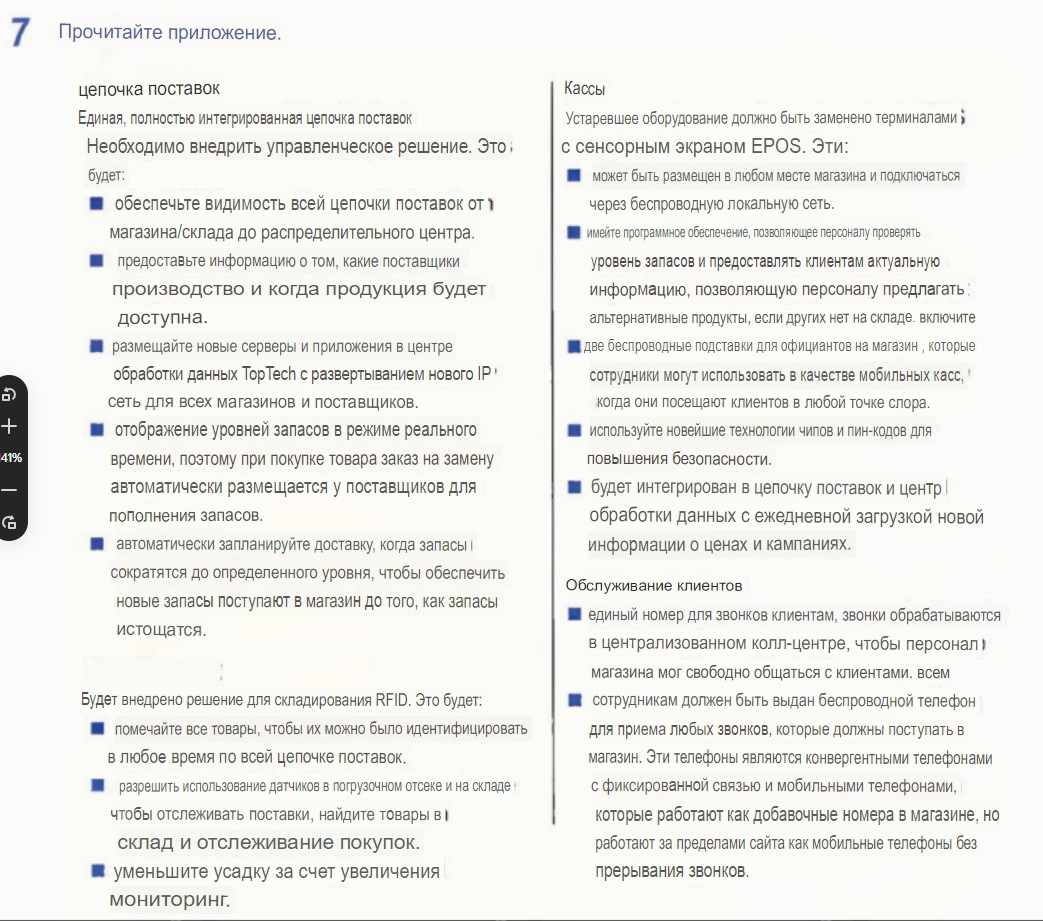 7 Прочитайте приложение.
цепочка поставок
Единая, полностью интегрированная цепочка поставок
Необходимо внедрить управленческое решение. Это
будет:
обеспечьте видимость всей цепочки поставок от
магазина/склада до распределительного центра.
предоставьте информацию о том, какие поставщики
производство и когда продукция будет
доступна.
размещайте новые серверы и приложения в центре
обработки данных TopTech с развертыванием нового IP
сеть для всех магазинов и поставщиков.
отображение уровней запасов в режиме реального
времени, поэтому при покупке товара заказ на замену
автоматически размещается у поставщиков для
пополнения запасов.
автоматически запланируйте доставку, когда запасы
сократятся до определенного уровня, чтобы обеспечить
новые запасы поступают в магазин до того, как запасы
истощатся.
Будет внедрено решение для складирования RFID. Это будет:
помечайте все товары, чтобы их можно было идентифицировать
в любое время по всей цепочке поставок.
разрешить использование датчиков в погрузочном отсеке и на складе
чтобы отслеживать поставки, найдите товары в
склад и отслеживание покупок.
уменьшите усадку за счет увеличения
мониторинг.
Кассы
Устаревшее оборудование должно быть заменено терминалами
с сенсорным экраном EPOS. Эти:
может быть размещен в любом месте магазина и подключаться
через беспроводную локальную сеть.
имейте программное обеспечение, позволяющее персоналу проверять
уровень запасов и предоставлять клиентам актуальную
информацию, позволяющую персоналу предлагать
альтернативные продукты, если других нет на складе. включите
две беспроводные подставки для официантов на магазин , которые
сотрудники могут использовать в качестве мобильных касс,
когда они посещают клиентов в любой точке слора.
используйте новейшие технологии чипов и пин-кодов для
повышения безопасности.
будет интегрирован в цепочку поставок и центр
обработки данных с ежедневной загрузкой новой
информации о ценах и кампаниях.
Обслуживание клиентов
единый номер для звонков клиентам, звонки обрабатываются
в централизованном колл-центре, чтобы персонал
магазина мог свободно общаться с клиентами. всем
сотрудникам должен быть выдан беспроводной телефон
для приема любых звонков, которые должны поступать в
магазин. Эти телефоны являются конвергентными телефонами
с фиксированной связью и мобильными телефонами,
которые работают как добавочные номера в магазине, но
работают за пределами сайта как мобильные телефоны без
прерывания звонков.
41%